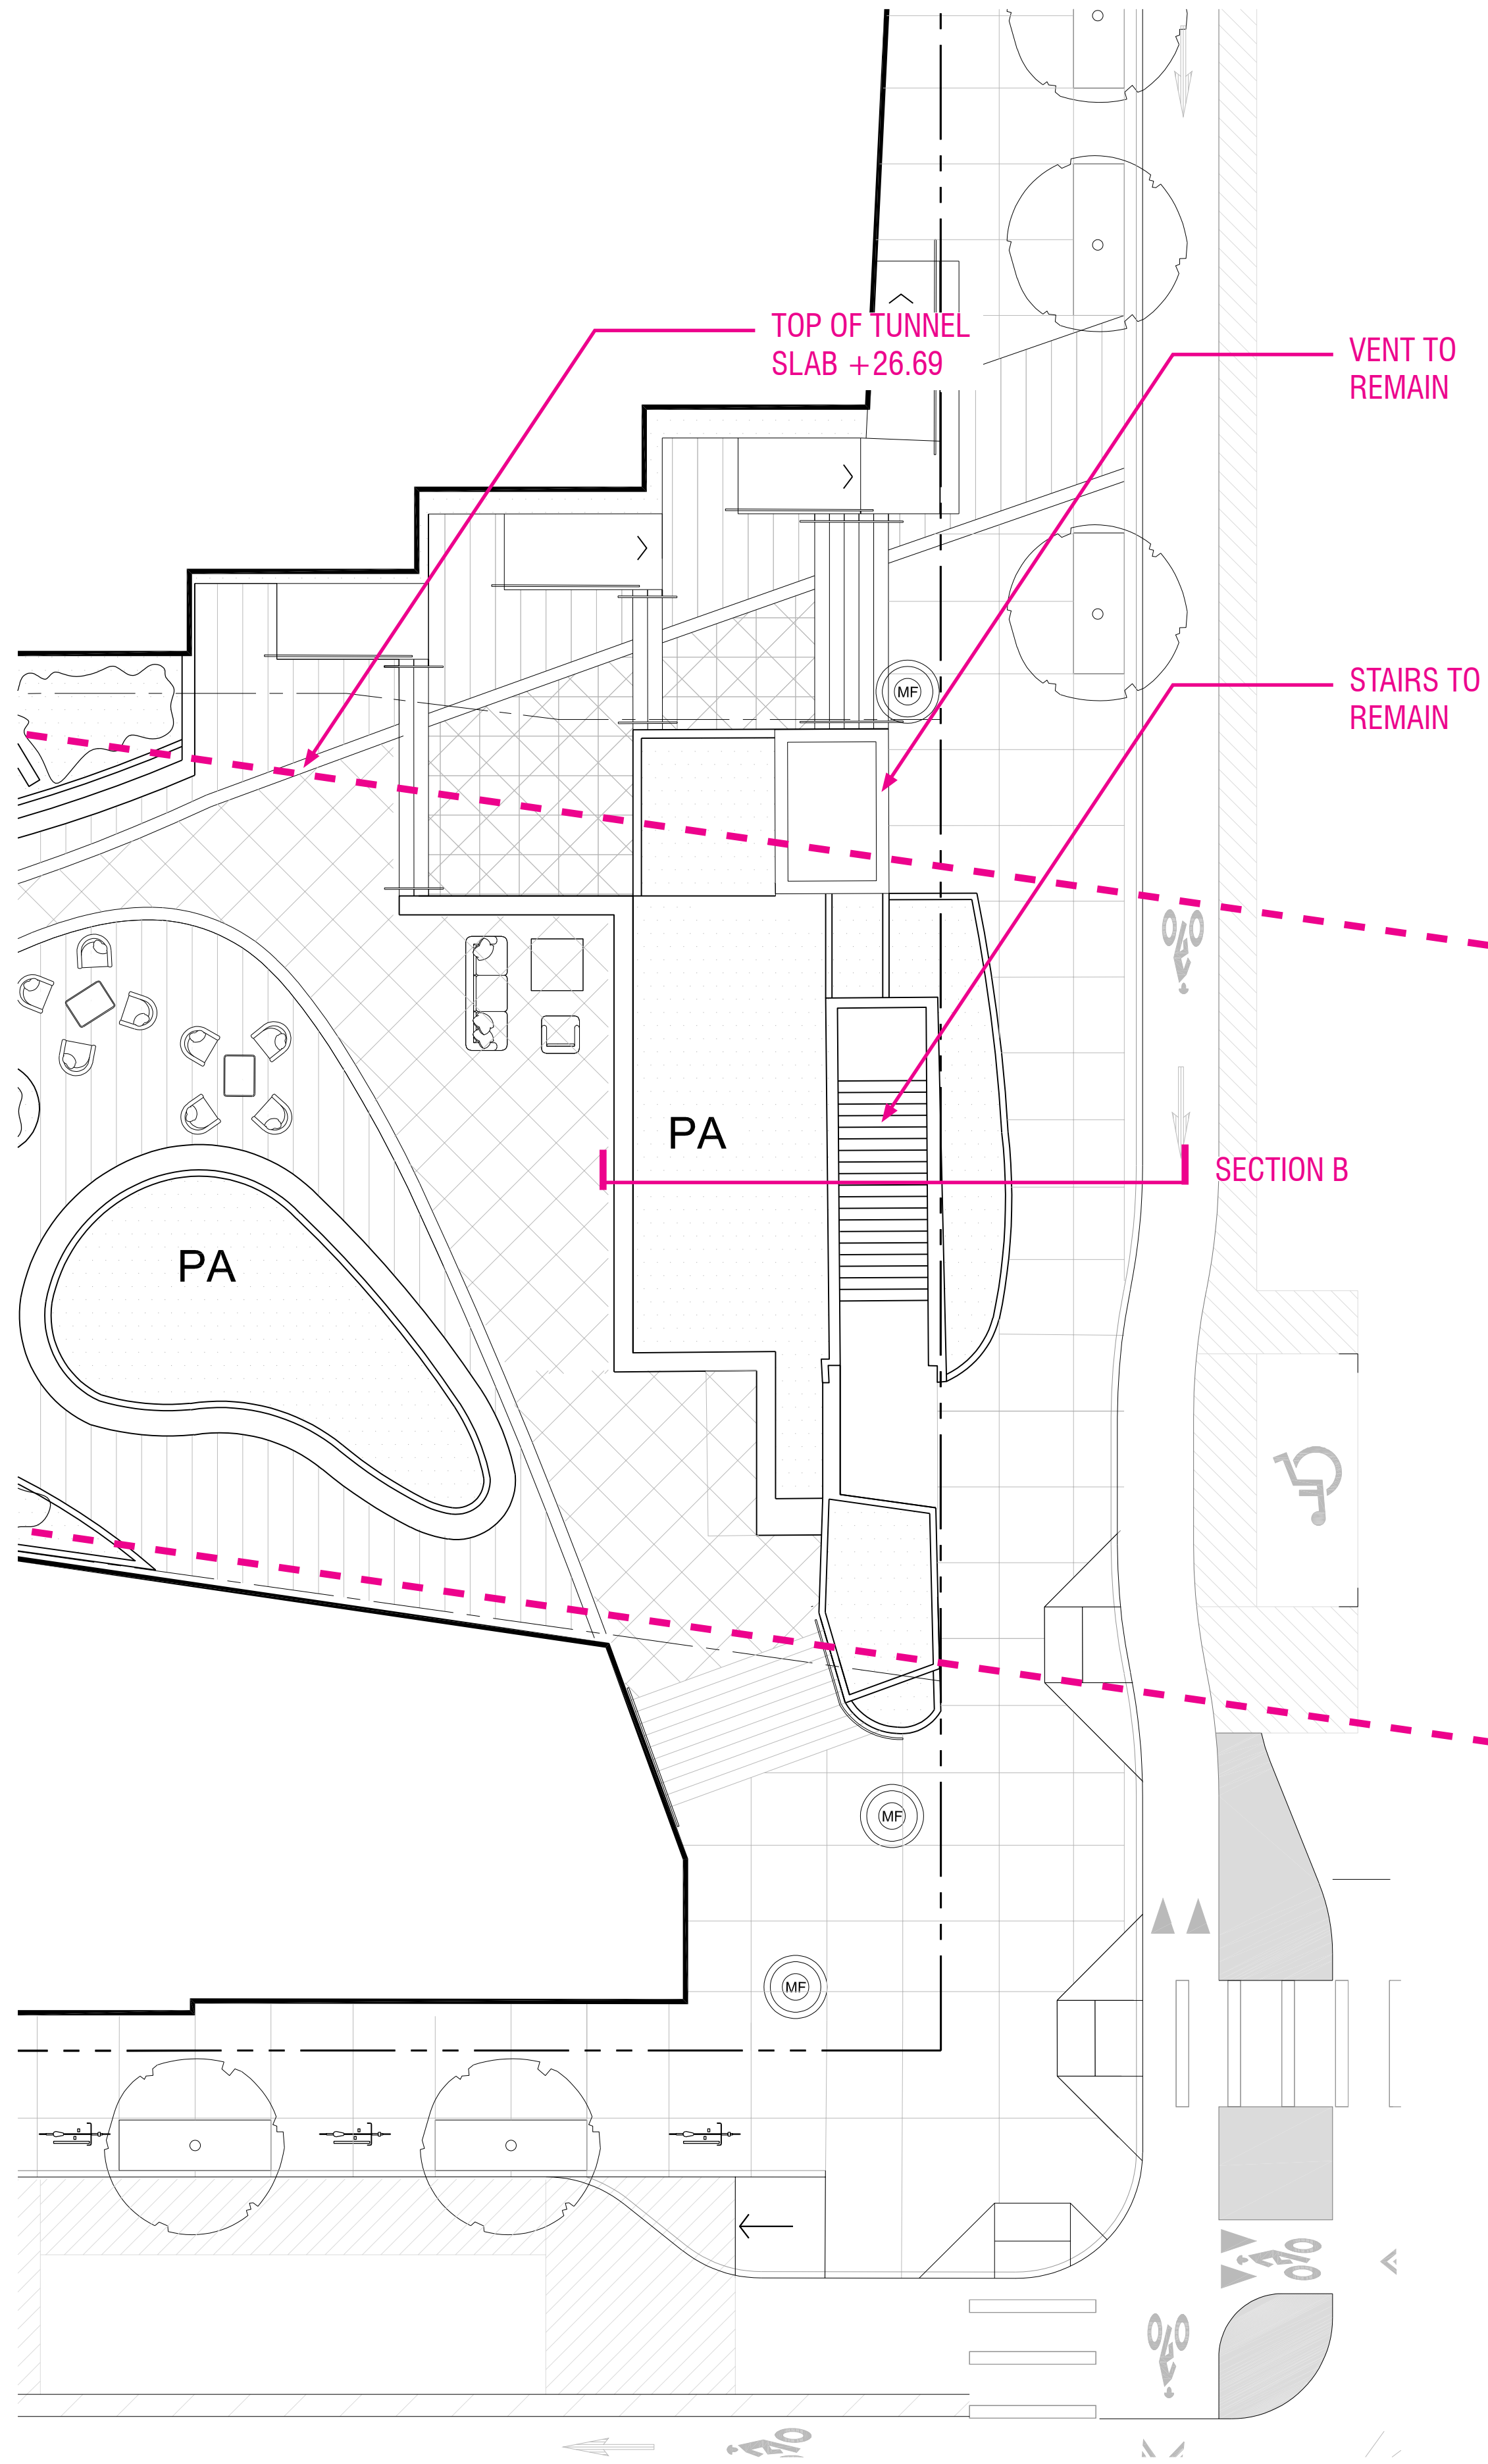 TOP OF TUNNEL
SLAB +26.69
VENT TO
REMAIN
STAIRS TO
REMAIN
MF
PA
SECTION B
PA
MF
MF